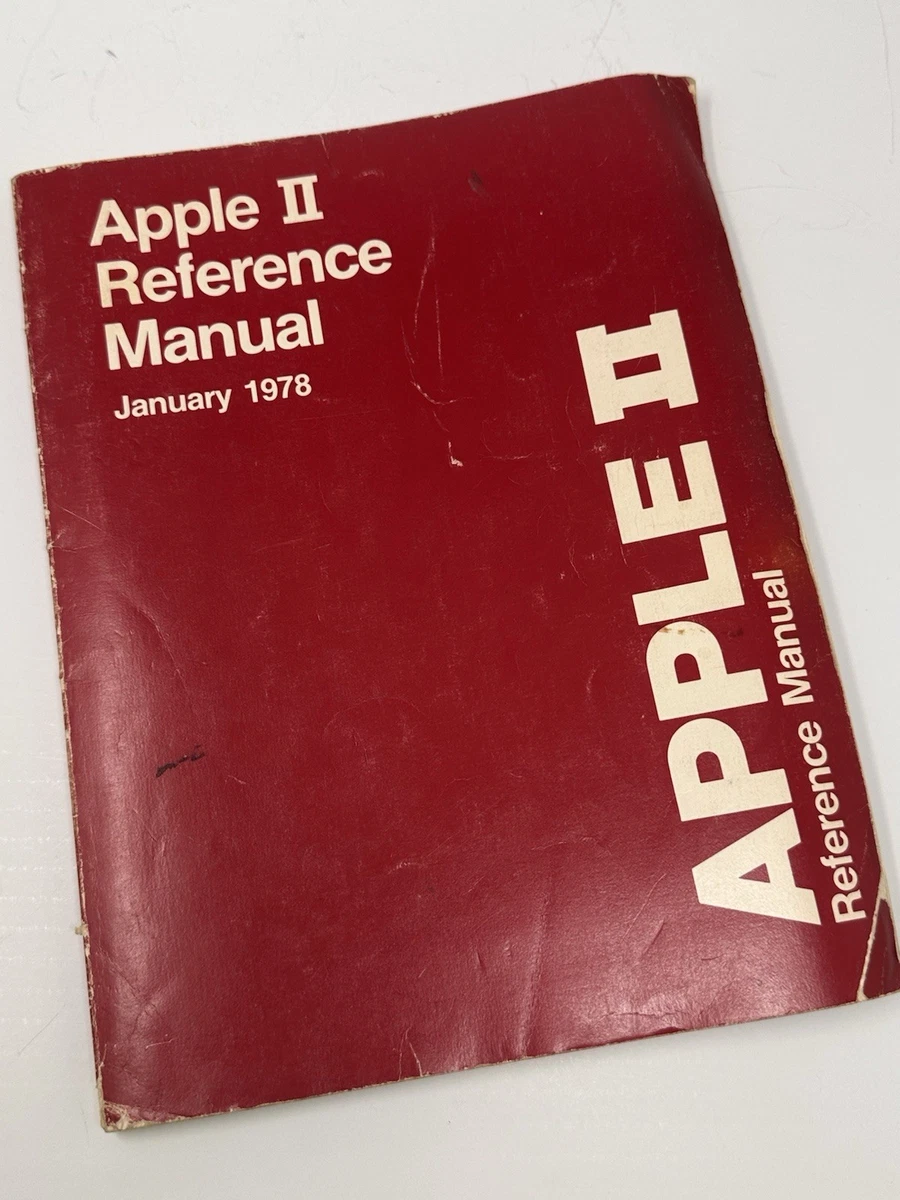 Apple II
Reference
Manual
January 1978
APPLE II
Reference Manual